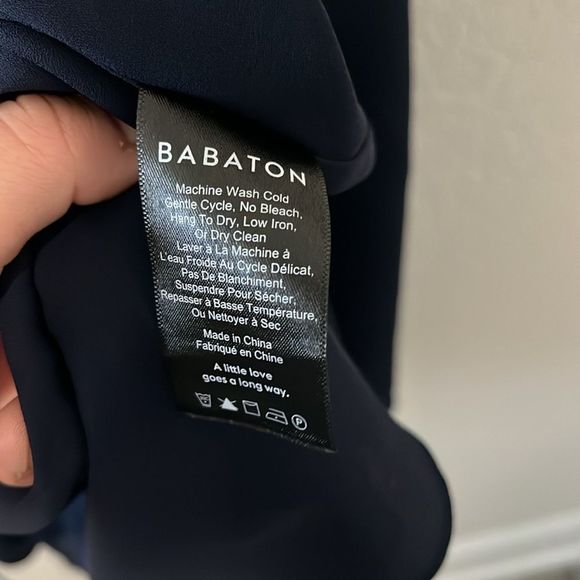 BABATON
Machine Wash Cold
Gentle Cycle, No Bleach,
Hang To Dry, Low Iron,
Or Dry Clean
Laver à La Machine à
L'eau Froide Au Cycle Délicat,
Pas De Blanchiment,
Suspendre Pour Sécher,
Repasser à Basse Température,
Ou Nettoyer à Sec
Made in China
Fabriqué en Chine
A little love
goes a long way.
P